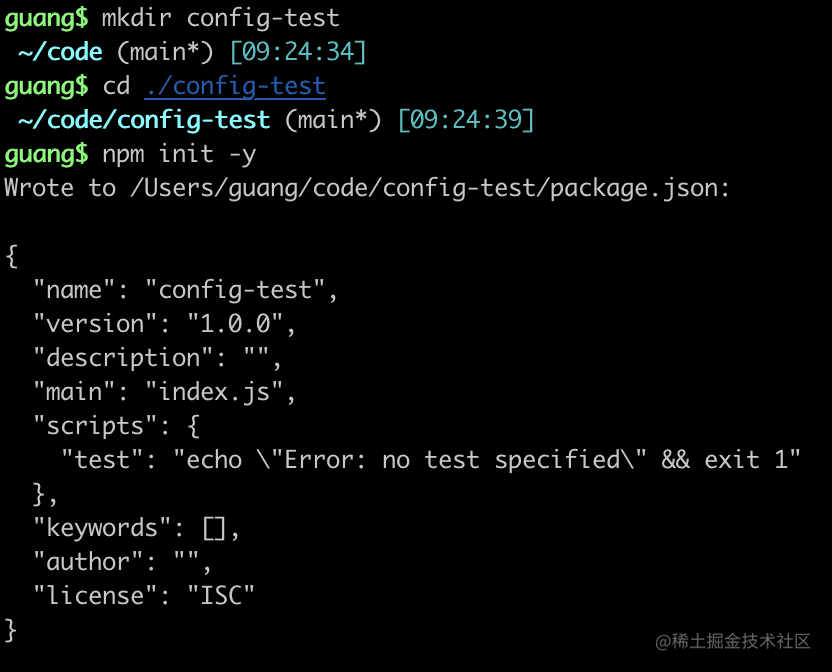 guang$ mkdir config-test
~/code (main*) [09:24:34]
guang$ cd ./config-test
~/code/config-test (main*) [09:24:39]
guang$ npm init -y
Wrote to /Users/guang/code/config-test/package.json:
{
  "name": "config-test",
  "version": "1.0.0",
  "description": "",
  "main": "index.js",
  "scripts": {
    "test": "echo \"Error: no test specified\" && exit 1"
  },
  "keywords": [],
  "author": "",
  "license": "ISC"
}
@稀土掘金技术社区